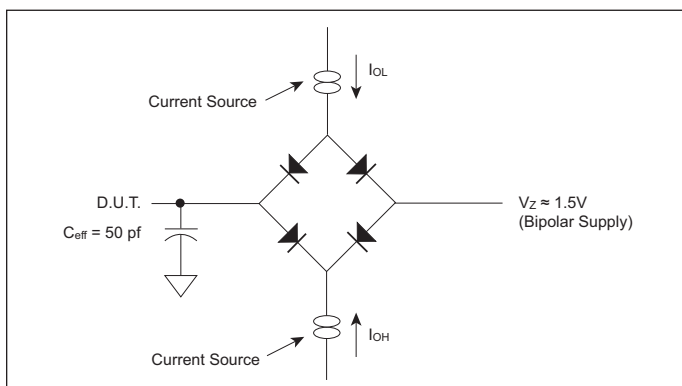 IOL
Current Source
D.U.T.
Ceff = 50 pf
VZ ≈ 1.5V
(Bipolar Supply)
IOH
Current Source